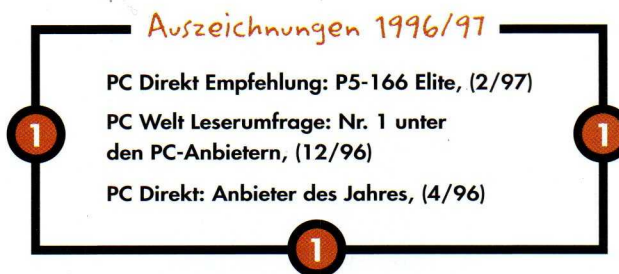 Auszeichnungen 1996/97
PC Direkt Empfehlung: P5-166 Elite, (2/97)
PC Welt Leserumfrage: Nr. 1 unter
den PC-Anbietern, (12/96)
PC Direkt: Anbieter des Jahres, (4/96)
1
1
1